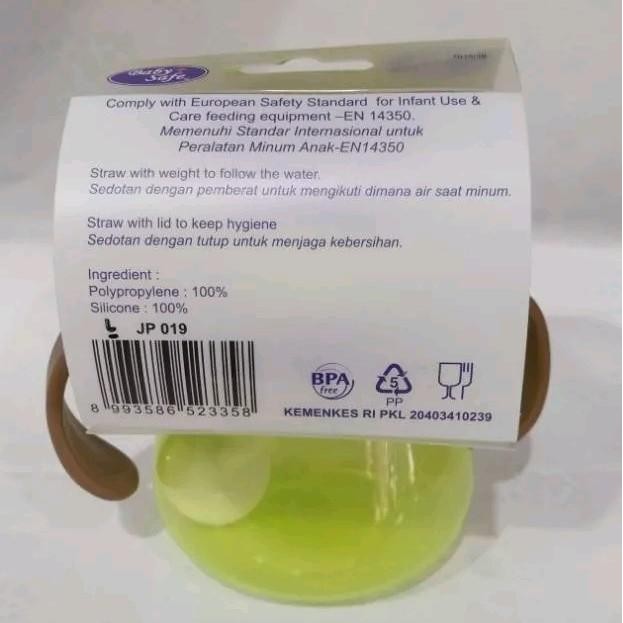 Baby Safe
Comply with European Safety Standard for Infant Use &
Care feeding equipment –EN 14350.
Memenuhi Standar Internasional untuk
Peralatan Minum Anak-EN14350
Straw with weight to follow the water.
Sedotan dengan pemberat untuk mengikuti dimana air saat minum.
Straw with lid to keep hygiene
Sedotan dengan tutup untuk menjaga kebersihan.
Ingredient :
Polypropylene : 100%
Silicone : 100%
JP 019
8 993586 523358
BPA
free
5
PP
KEMENKES RI PKL 20403410239